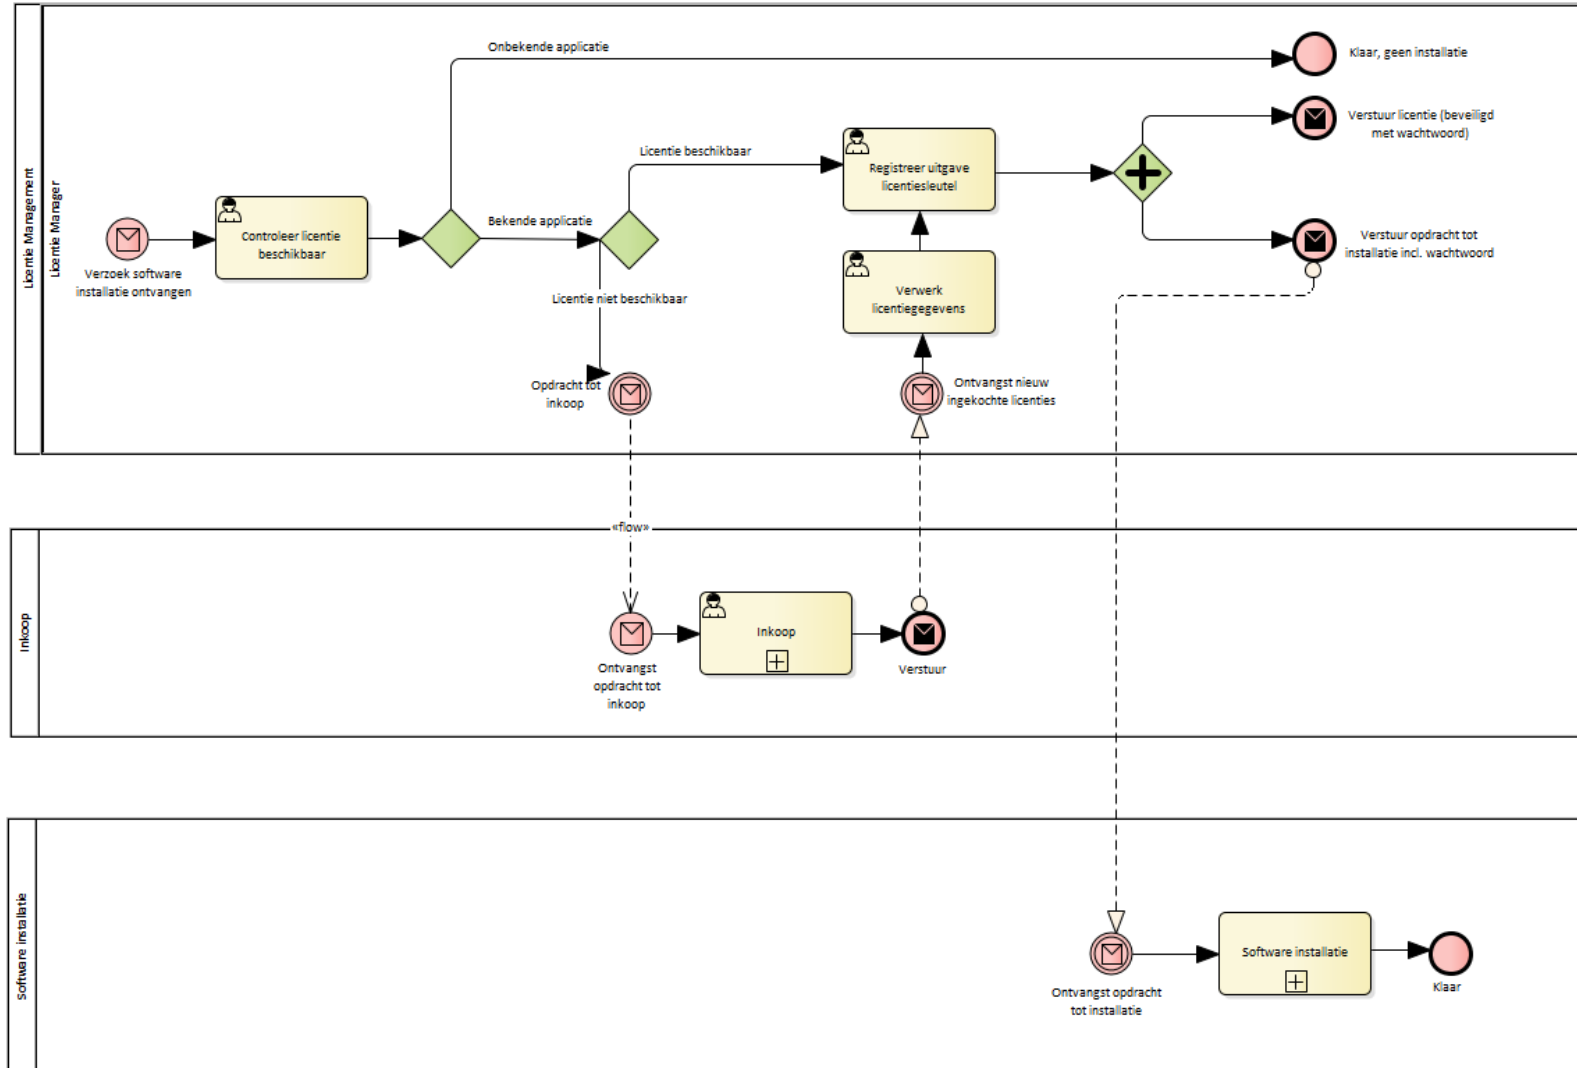 Licentie Management
Licentie Manager
Onbekende applicatie
Klaar, geen installatie
Verstuur licentie (beveiligd
met wachtwoord)
Licentie beschikbaar
Registreer uitgave
licentiesleutel
Bekende applicatie
Controleer licentie
beschikbaar
Verstuur opdracht tot
installatie incl. wachtwoord
Verzoek software
installatie ontvangen
Licentie niet beschikbaar
Verwerk
licentiegegevens
Opdracht tot
inkoop
Ontvangst nieuw
ingekochte licenties
«flow»
Inkoop
Inkoop
Ontvangst
opdracht tot
inkoop
Verstuur
Software installatie
Software installatie
Ontvangst opdracht
tot installatie
Klaar